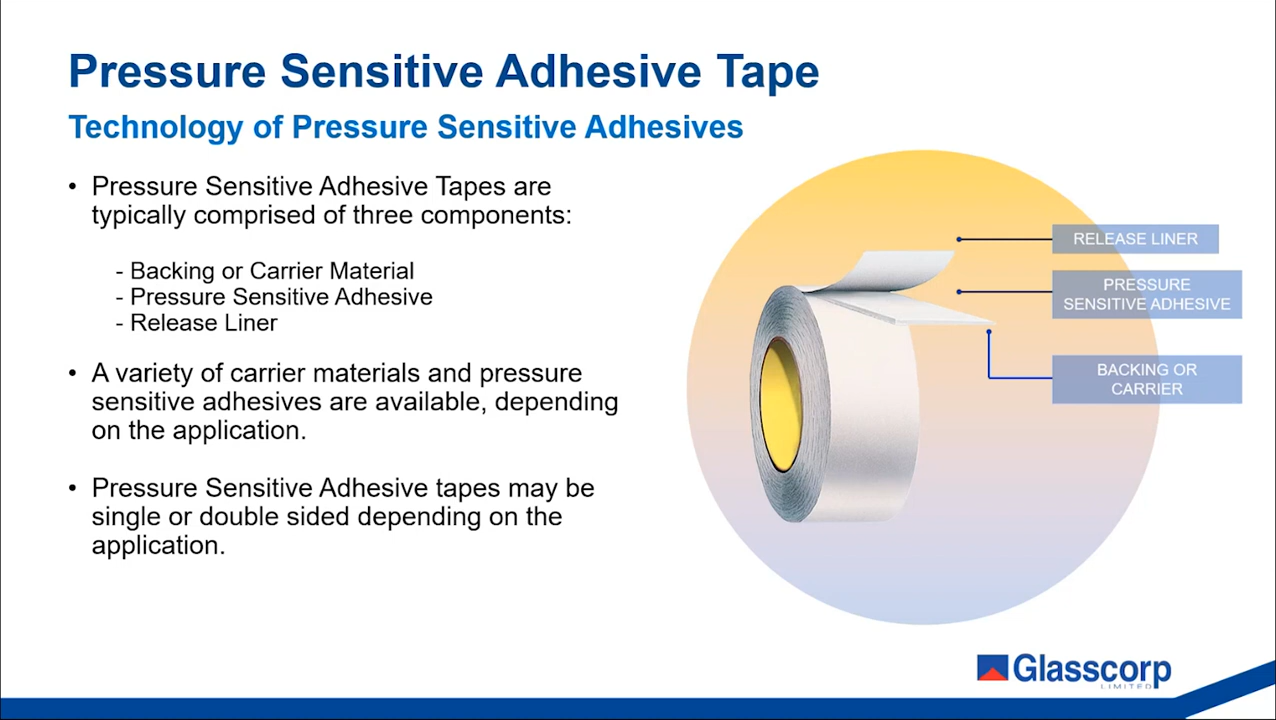 Pressure Sensitive Adhesive Tape
Technology of Pressure Sensitive Adhesives
• Pressure Sensitive Adhesive Tapes are
typically comprised of three components:
- Backing or Carrier Material
- Pressure Sensitive Adhesive
- Release Liner
• A variety of carrier materials and pressure
sensitive adhesives are available, depending
on the application.
• Pressure Sensitive Adhesive tapes may be
single or double sided depending on the
application.
RELEASE LINER
PRESSURE
SENSITIVE ADHESIVE
BACKING OR
CARRIER
Glasscorp
LIMITED